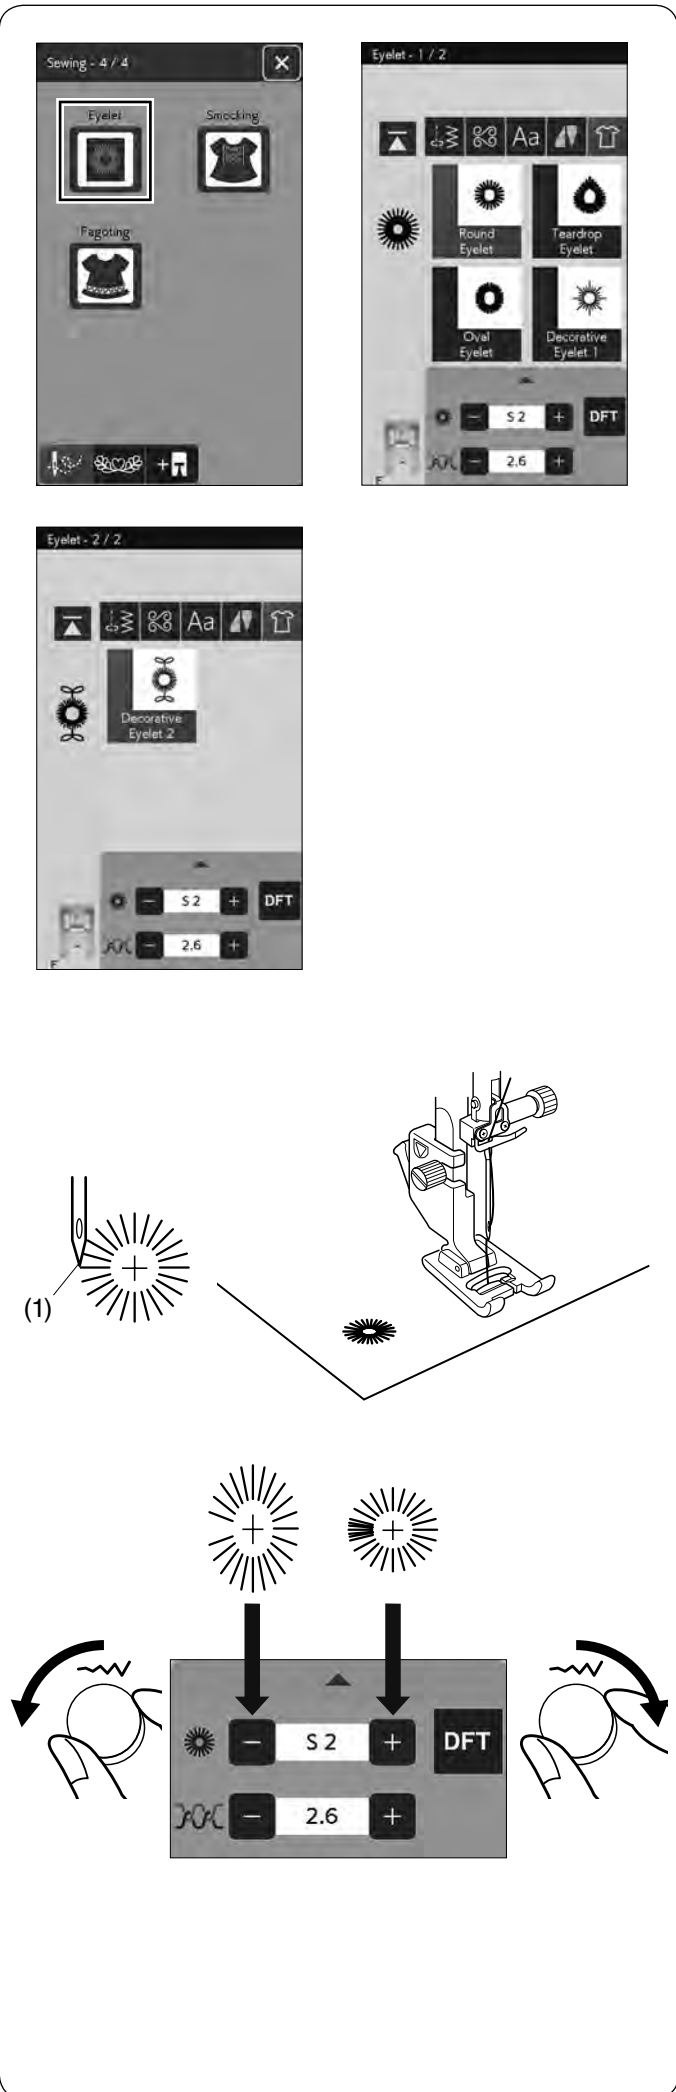 Sewing - 4 / 4
Eyelet
Smocking
Fagoting
Eyelet - 1 / 2
Aa
Round
Eyelet
Teardrop
Eyelet
Oval
Eyelet
Decorative
Eyelet 1
S 2
DFT
2.6
F
Eyelet - 2 / 2
Aa
Decorative
Eyelet 2
S 2
DFT
2.6
F
(1)
S 2
DFT
2.6